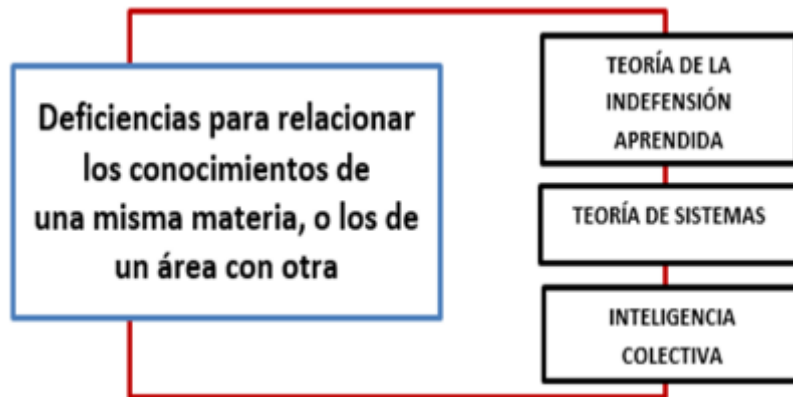 Deficiencias para relacionar
los conocimientos de
una misma materia, o los de
un área con otra
TEORÍA DE LA
INDEFENSIÓN
APRENDIDA
TEORÍA DE SISTEMAS
INTELIGENCIA
COLECTIVA